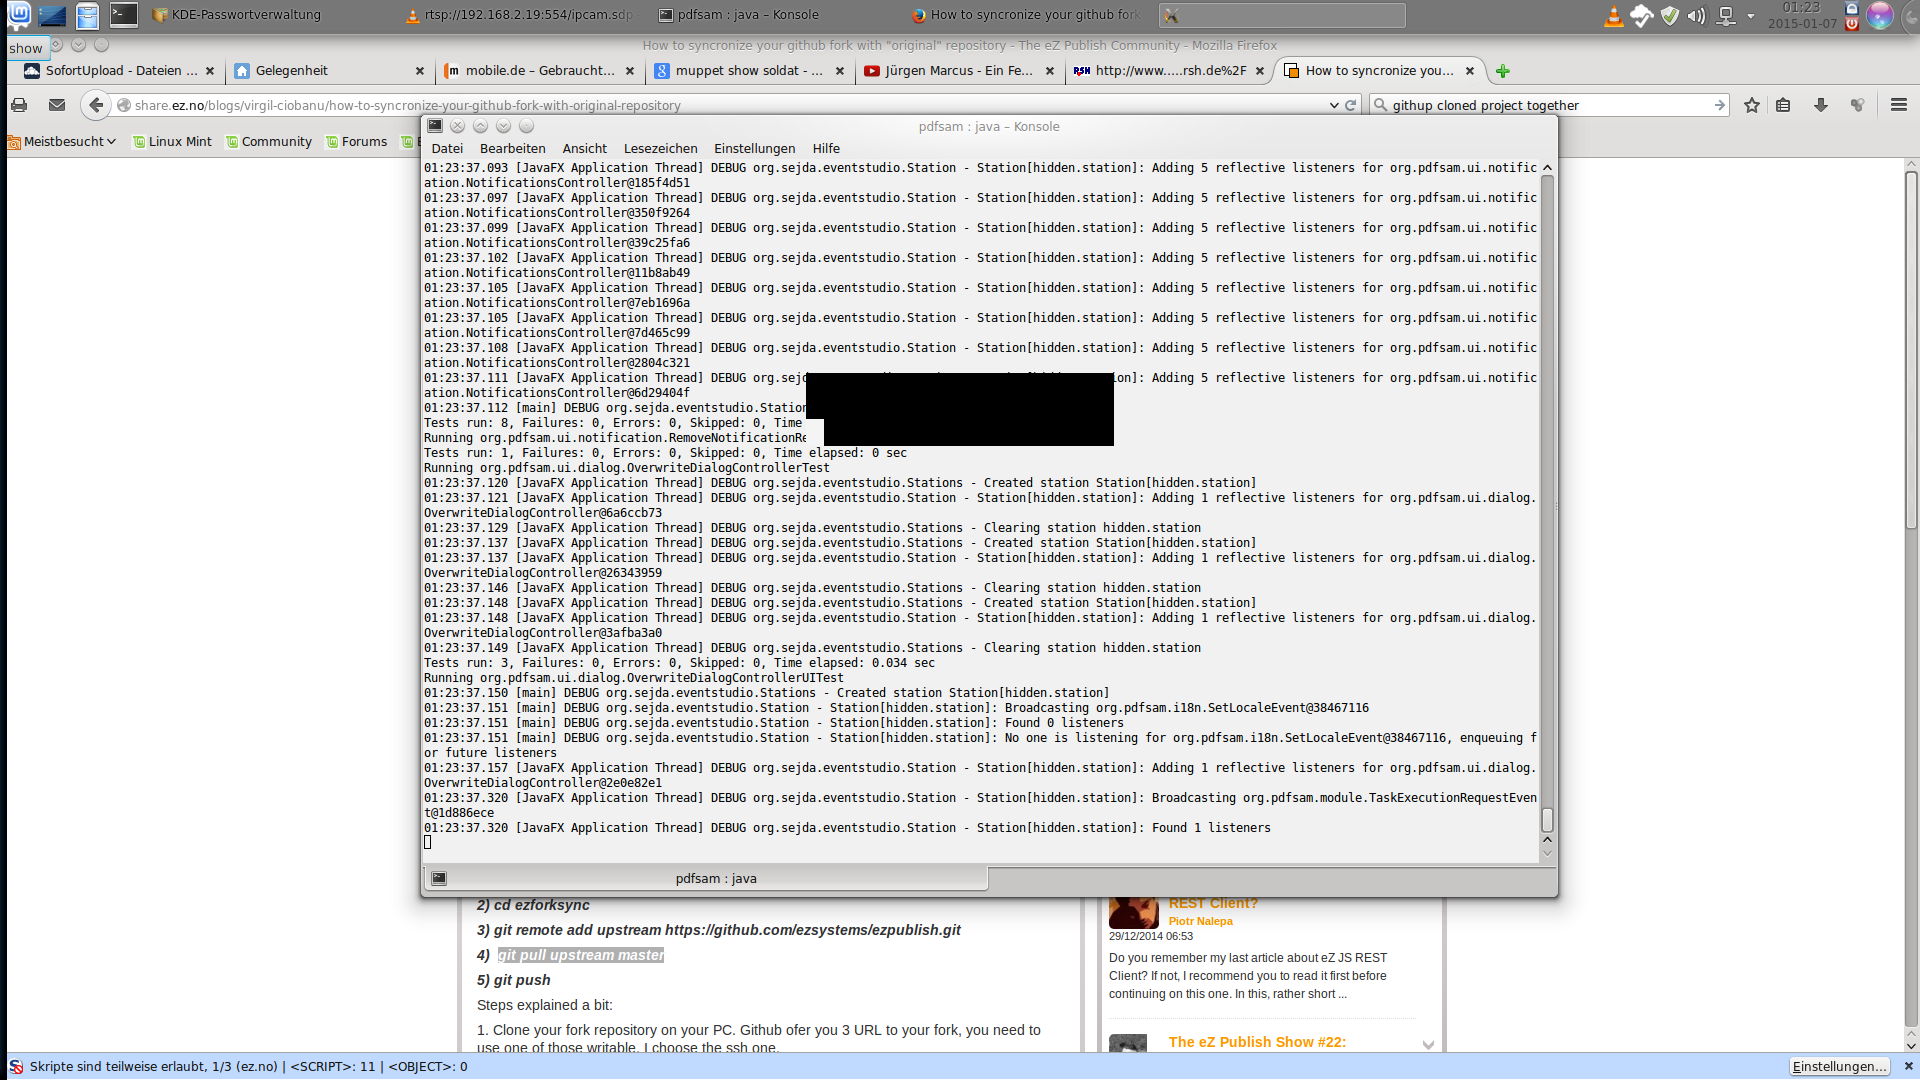 KDE-Passwortverwaltung
rtsp://192.168.2.19:554/ipcam.sdp
pdfsam : java – Konsole
How to syncronize your github fork
01:23
2015-01-07
show
How to syncronize your github fork with "original" repository - The eZ Publish Community - Mozilla Firefox
SofortUpload - Dateien ...
Gelegenheit
mobile.de – Gebraucht...
muppet show soldat - ...
Jürgen Marcus - Ein Fe...
RSH http://www.....rsh.de%2F
How to syncronize you...
share.ez.no/blogs/virgil-ciobanu/how-to-syncronize-your-github-fork-with-original-repository
githup cloned project together
Meistbesucht
Linux Mint
Community
Forums
pdfsam : java – Konsole
Datei Bearbeiten Ansicht Lesezeichen Einstellungen Hilfe
01:23:37.093 [JavaFX Application Thread] DEBUG org.sejda.eventstudio.Station - Station[hidden.station]: Adding 5 reflective listeners for org.pdfsam.ui.notific
ation.NotificationsController@185f4d51
01:23:37.097 [JavaFX Application Thread] DEBUG org.sejda.eventstudio.Station - Station[hidden.station]: Adding 5 reflective listeners for org.pdfsam.ui.notific
ation.NotificationsController@350f9264
01:23:37.099 [JavaFX Application Thread] DEBUG org.sejda.eventstudio.Station - Station[hidden.station]: Adding 5 reflective listeners for org.pdfsam.ui.notific
ation.NotificationsController@39c25fa6
01:23:37.102 [JavaFX Application Thread] DEBUG org.sejda.eventstudio.Station - Station[hidden.station]: Adding 5 reflective listeners for org.pdfsam.ui.notific
ation.NotificationsController@11b8ab49
01:23:37.105 [JavaFX Application Thread] DEBUG org.sejda.eventstudio.Station - Station[hidden.station]: Adding 5 reflective listeners for org.pdfsam.ui.notific
ation.NotificationsController@7eb1696a
01:23:37.105 [JavaFX Application Thread] DEBUG org.sejda.eventstudio.Station - Station[hidden.station]: Adding 5 reflective listeners for org.pdfsam.ui.notific
ation.NotificationsController@7d465c99
01:23:37.108 [JavaFX Application Thread] DEBUG org.sejda.eventstudio.Station - Station[hidden.station]: Adding 5 reflective listeners for org.pdfsam.ui.notific
ation.NotificationsController@2804c321
01:23:37.111 [JavaFX Application Thread] DEBUG org.sejd ion]: Adding 5 reflective listeners for org.pdfsam.ui.notific
ation.NotificationsController@6d29404f
01:23:37.112 [main] DEBUG org.sejda.eventstudio.Station
Tests run: 8, Failures: 0, Errors: 0, Skipped: 0, Time
Running org.pdfsam.ui.notification.RemoveNotificationRe
Tests run: 1, Failures: 0, Errors: 0, Skipped: 0, Time elapsed: 0 sec
Running org.pdfsam.ui.dialog.OverwriteDialogControllerTest
01:23:37.120 [JavaFX Application Thread] DEBUG org.sejda.eventstudio.Stations - Created station Station[hidden.station]
01:23:37.121 [JavaFX Application Thread] DEBUG org.sejda.eventstudio.Station - Station[hidden.station]: Adding 1 reflective listeners for org.pdfsam.ui.dialog.
OverwriteDialogController@6a6ccb73
01:23:37.129 [JavaFX Application Thread] DEBUG org.sejda.eventstudio.Stations - Clearing station hidden.station
01:23:37.137 [JavaFX Application Thread] DEBUG org.sejda.eventstudio.Stations - Created station Station[hidden.station]
01:23:37.137 [JavaFX Application Thread] DEBUG org.sejda.eventstudio.Station - Station[hidden.station]: Adding 1 reflective listeners for org.pdfsam.ui.dialog.
OverwriteDialogController@26343959
01:23:37.146 [JavaFX Application Thread] DEBUG org.sejda.eventstudio.Stations - Clearing station hidden.station
01:23:37.148 [JavaFX Application Thread] DEBUG org.sejda.eventstudio.Stations - Created station Station[hidden.station]
01:23:37.148 [JavaFX Application Thread] DEBUG org.sejda.eventstudio.Station - Station[hidden.station]: Adding 1 reflective listeners for org.pdfsam.ui.dialog.
OverwriteDialogController@3afba3a0
01:23:37.149 [JavaFX Application Thread] DEBUG org.sejda.eventstudio.Stations - Clearing station hidden.station
Tests run: 3, Failures: 0, Errors: 0, Skipped: 0, Time elapsed: 0.034 sec
Running org.pdfsam.ui.dialog.OverwriteDialogControllerUITest
01:23:37.150 [main] DEBUG org.sejda.eventstudio.Stations - Created station Station[hidden.station]
01:23:37.151 [main] DEBUG org.sejda.eventstudio.Station - Station[hidden.station]: Broadcasting org.pdfsam.i18n.SetLocaleEvent@38467116
01:23:37.151 [main] DEBUG org.sejda.eventstudio.Station - Station[hidden.station]: Found 0 listeners
01:23:37.151 [main] DEBUG org.sejda.eventstudio.Station - Station[hidden.station]: No one is listening for org.pdfsam.i18n.SetLocaleEvent@38467116, enqueuing f
or future listeners
01:23:37.157 [JavaFX Application Thread] DEBUG org.sejda.eventstudio.Station - Station[hidden.station]: Adding 1 reflective listeners for org.pdfsam.ui.dialog.
OverwriteDialogController@2e0e82e1
01:23:37.320 [JavaFX Application Thread] DEBUG org.sejda.eventstudio.Station - Station[hidden.station]: Broadcasting org.pdfsam.module.TaskExecutionRequestEven
t@1d886ece
01:23:37.320 [JavaFX Application Thread] DEBUG org.sejda.eventstudio.Station - Station[hidden.station]: Found 1 listeners
pdfsam : java
2) cd ezforksync
3) git remote add upstream https://github.com/ezsystems/ezpublish.git
4) git pull upstream master
5) git push
Steps explained a bit:
1. Clone your fork repository on your PC. Github ofer you 3 URL to your fork, you need to
use one of those writable. I choose the ssh one.
REST Client?
Piotr Nalepa
29/12/2014 06:53
Do you remember my last article about eZ JS REST
Client? If not, I recommend you to read it first before
continuing on this one. In this, rather short ...
The eZ Publish Show #22:
Skripte sind teilweise erlaubt, 1/3 (ez.no) | <SCRIPT>: 11 | <OBJECT>: 0
Einstellungen...